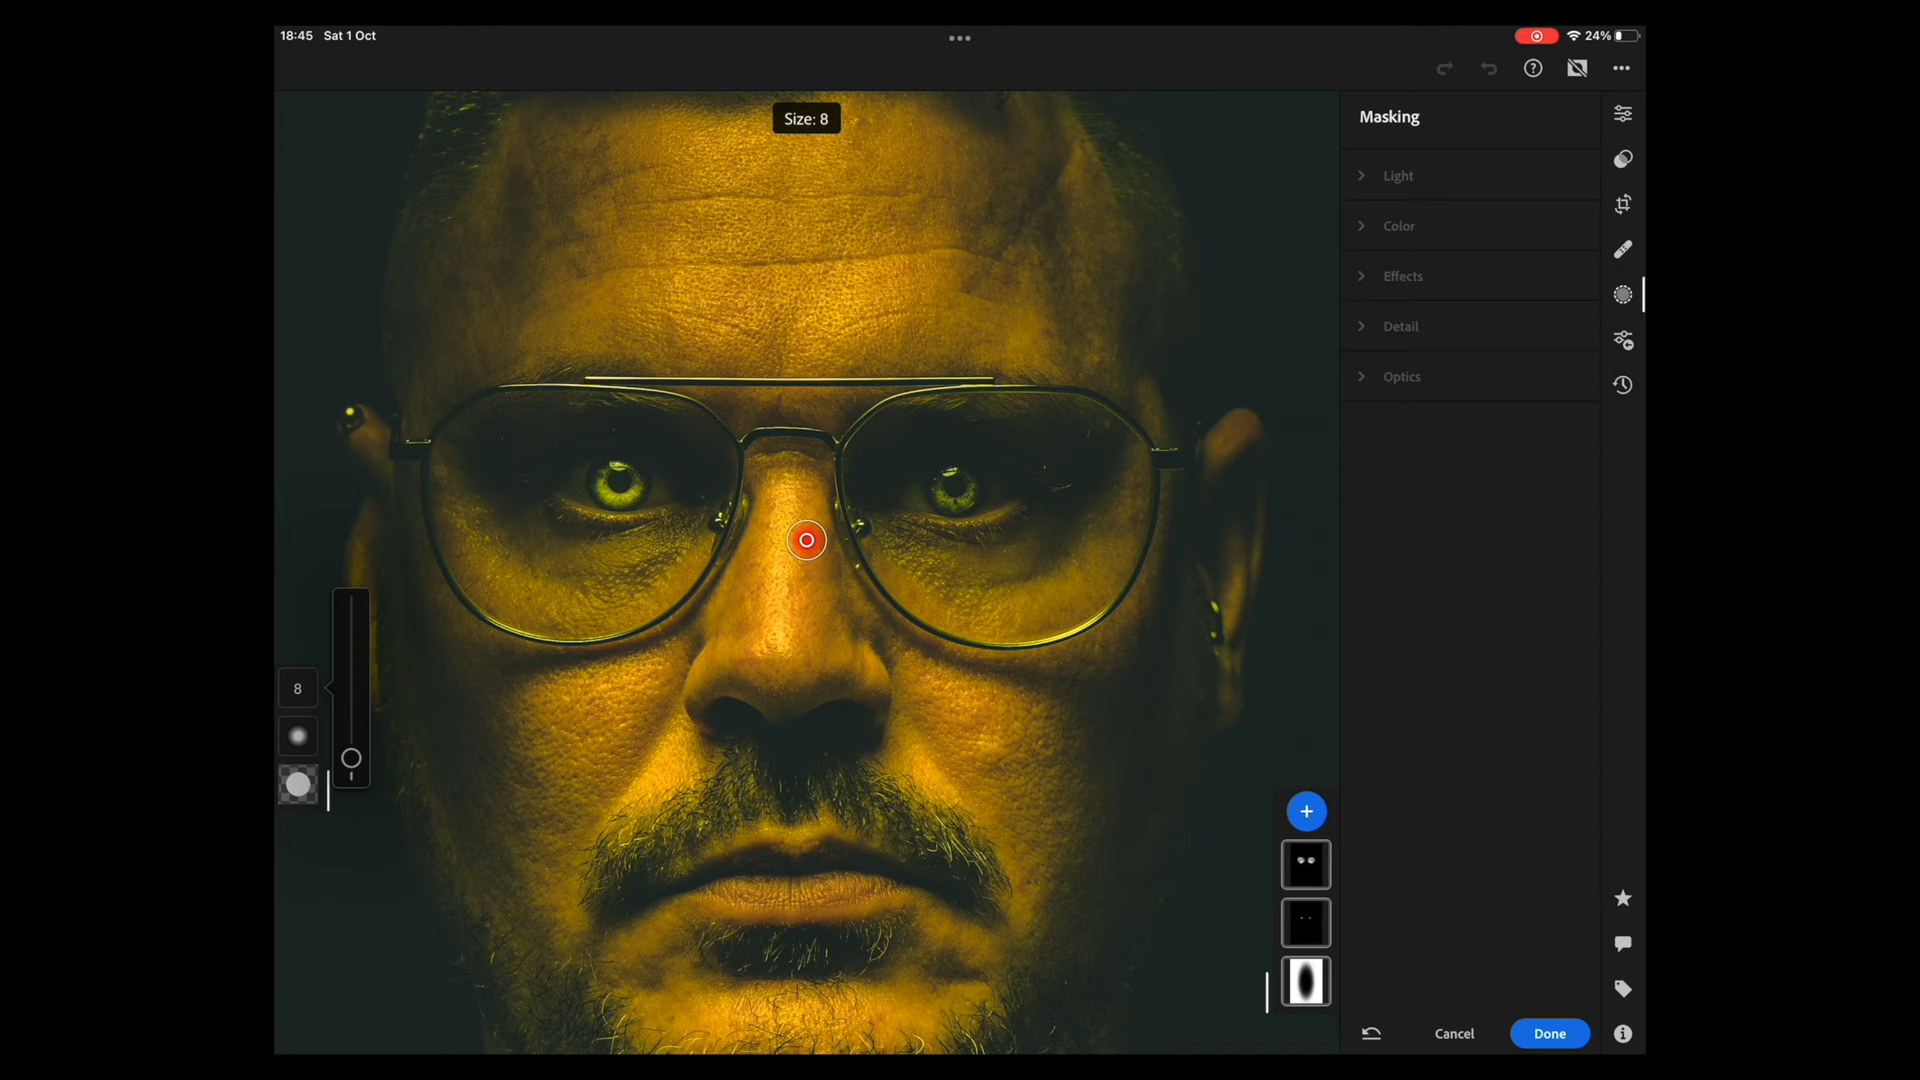 18:45 Sat 1 Oct
24%
Size: 8
Masking
Light
Color
Effects
Detail
Optics
8
Cancel
Done